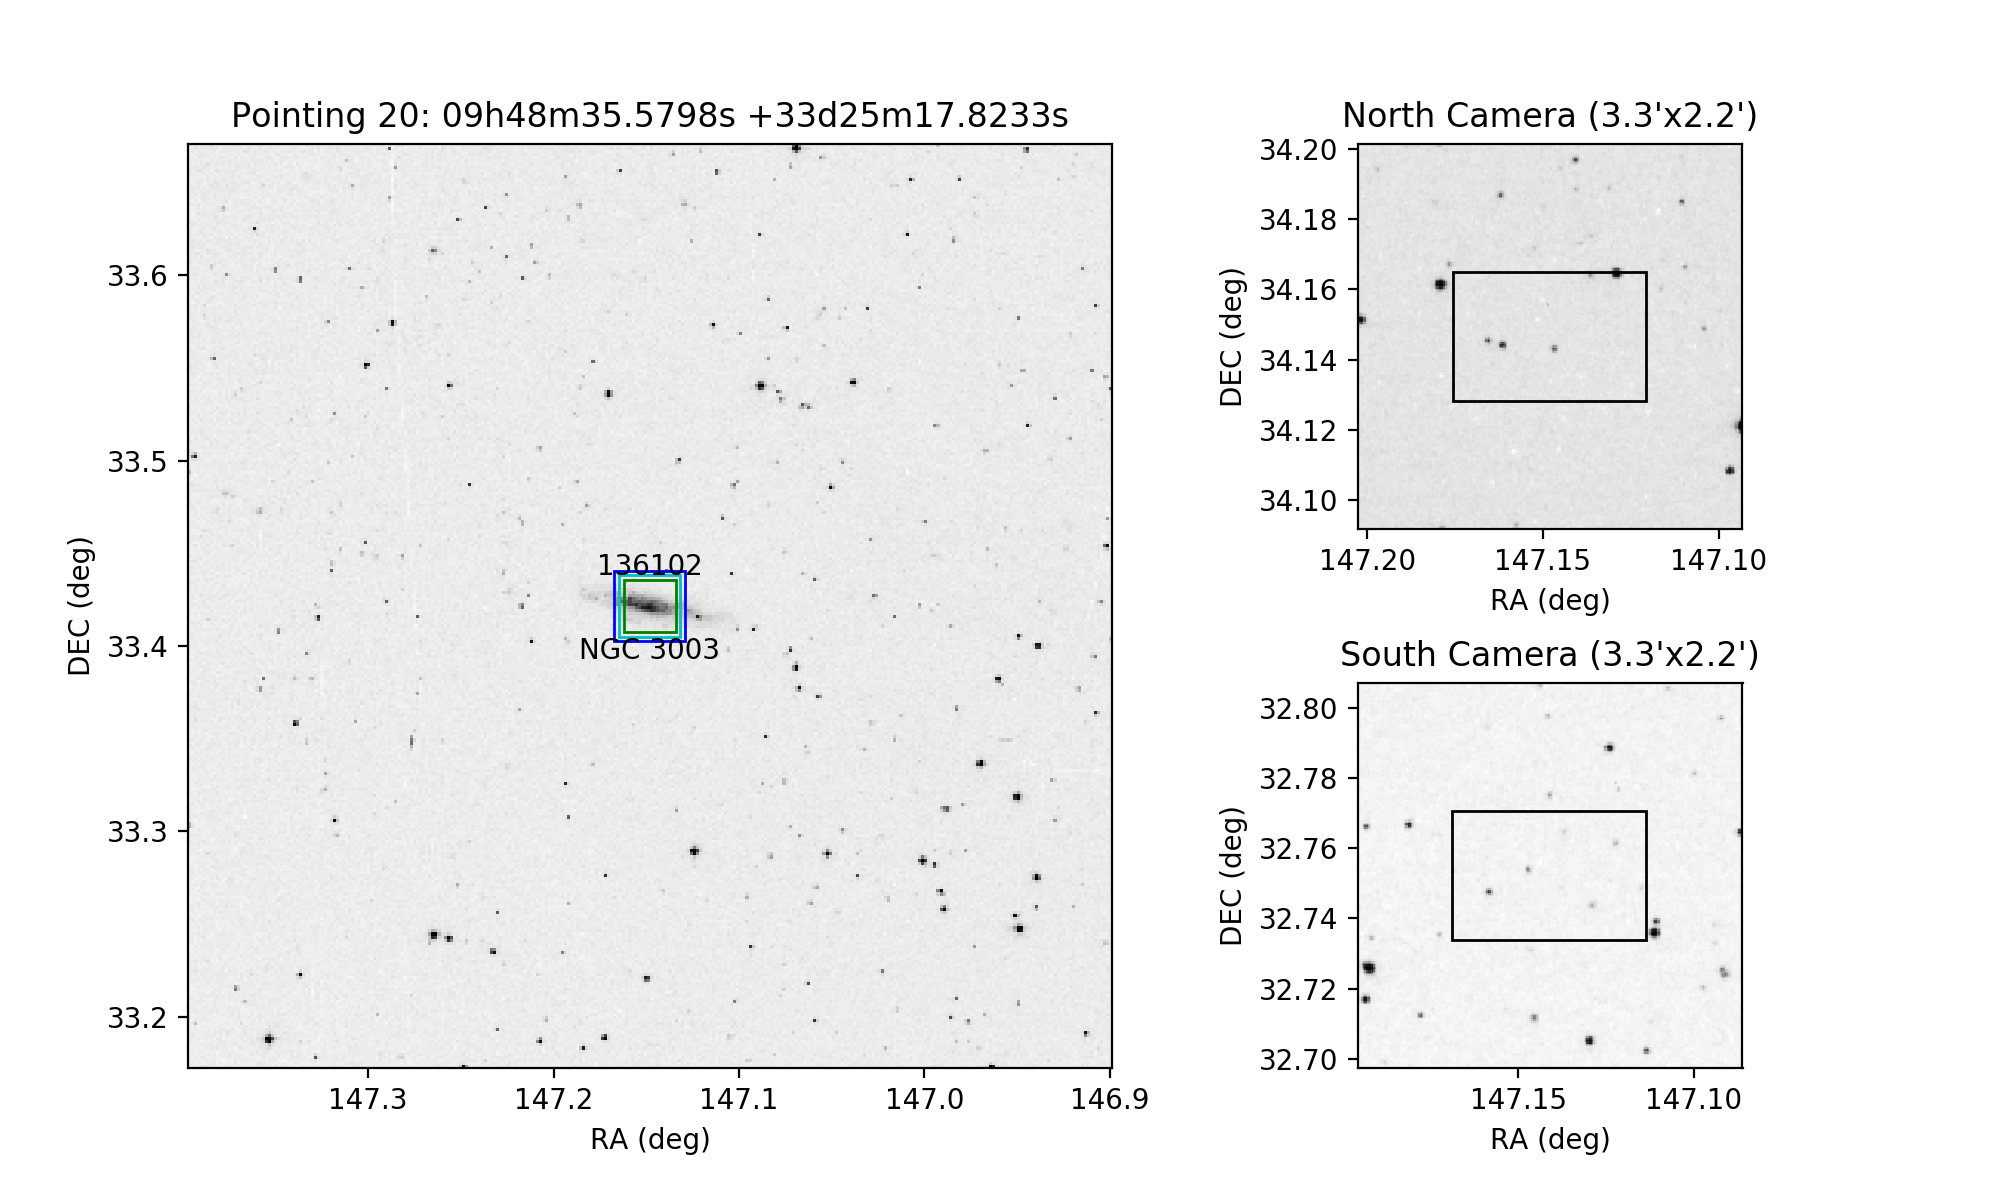 Pointing 20: 09h48m35.5798s +33d25m17.8233s
33.6
33.5
33.4
33.3
33.2
DEC (deg)
136102
NGC 3003
147.3 147.2 147.1 147.0 146.9
RA (deg)
North Camera (3.3'x2.2')
34.20
34.18
34.16
34.14
34.12
34.10
DEC (deg)
147.20 147.15 147.10
RA (deg)
South Camera (3.3'x2.2')
32.80
32.78
32.76
32.74
32.72
32.70
DEC (deg)
147.15 147.10
RA (deg)